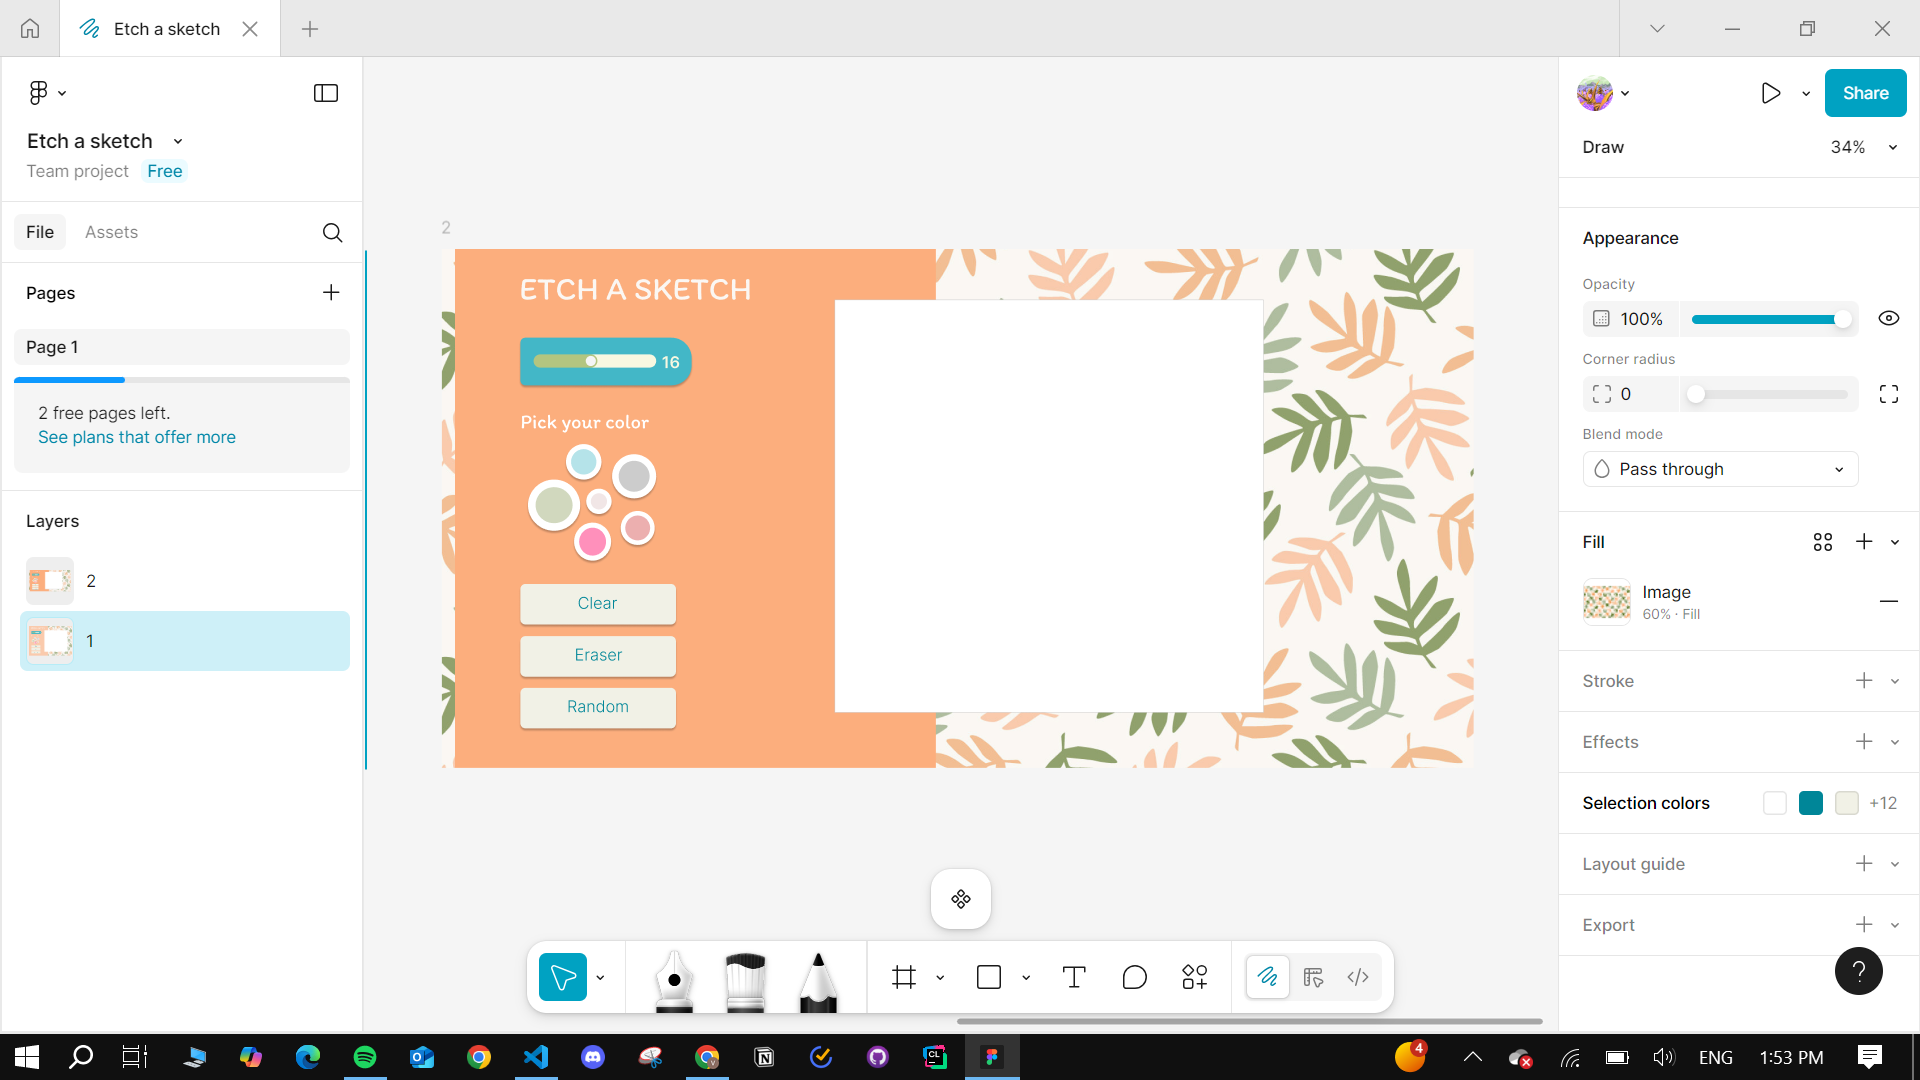 Etch a sketch
Etch a sketch
Team project Free
File Assets
Pages
Page 1
2 free pages left.
See plans that offer more
Layers
2
1
2
ETCH A SKETCH
16
Pick your color
Clear
Eraser
Random
Share
Draw 34%
Appearance
Opacity
100%
Corner radius
0
Blend mode
Pass through
Fill
Image
60% · Fill
Stroke
Effects
Selection colors +12
Layout guide
Export
?
4
ENG 1:53 PM